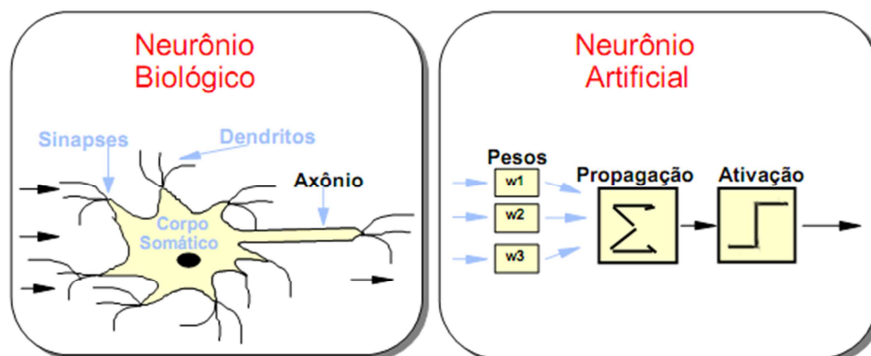 Neurônio
Biológico
Sinapses
Dendritos
Axônio
Corpo
Somático
Neurônio
Artificial
Pesos
Propagação
Ativação
w1
w2
w3